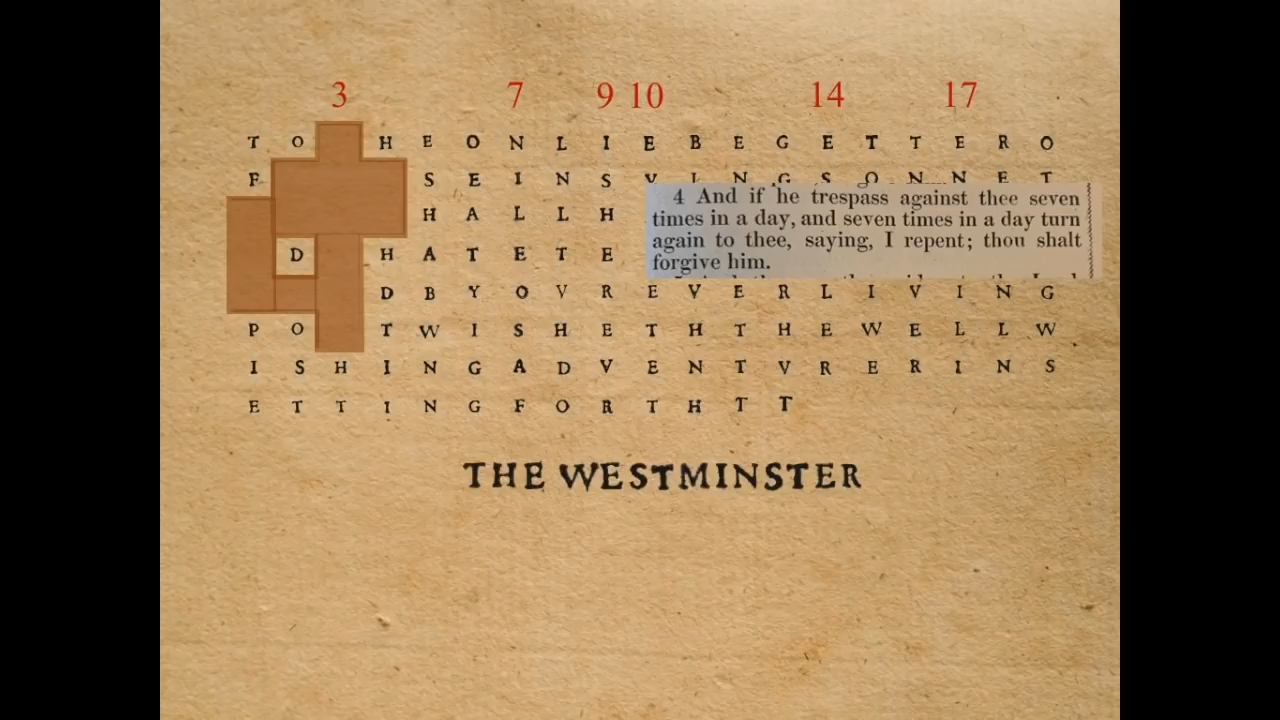 3 7 9 10 14 17
T O H E O N L I E B E G E T T E R O
F S E I N S V I N G S O N N E T
H A L L H
4 And if he trespass against thee seven
times in a day, and seven times in a day turn
again to thee, saying, I repent; thou shalt
forgive him.
D H A T E T E
D B Y O V R E V E R L I V I N G
P O T W I S H E T H T H E W E L L W
I S H I N G A D V E N T V R E R I N S
E T T I N G F O R T H T T
THE WESTMINSTER